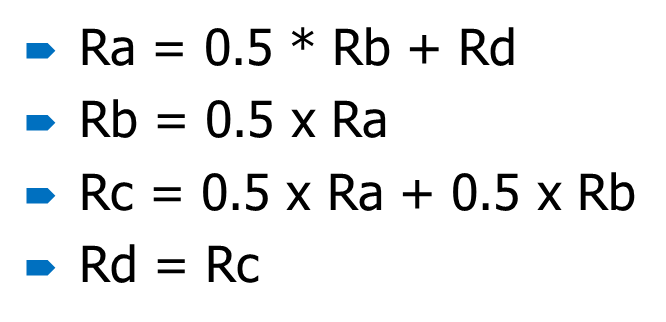 Ra = 0.5 * Rb + Rd
Rb = 0.5 x Ra
Rc = 0.5 x Ra + 0.5 x Rb
Rd = Rc